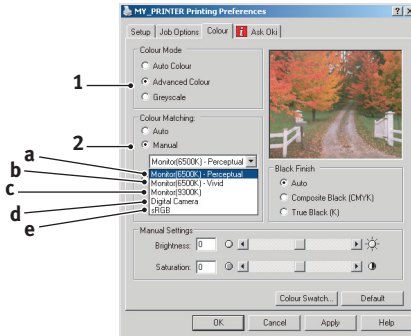 MY_PRINTER Printing Preferences
Setup Job Options Colour Ask Oki
Colour Mode
Auto Colour
1
Advanced Colour
Greyscale
Colour Matching:
Auto
2
Manual
Monitor(6500K) - Perceptual
a
Monitor(6500K) - Perceptual
b
Monitor(6500K) - Vivid
c
Monitor(9300K)
d
Digital Camera
e
sRGB
Black Finish
Auto
Composite Black (CMYK)
True Black (K)
Manual Settings
Brightness: 0
Saturation: 0
Colour Swatch... Default
OK Cancel Apply Help